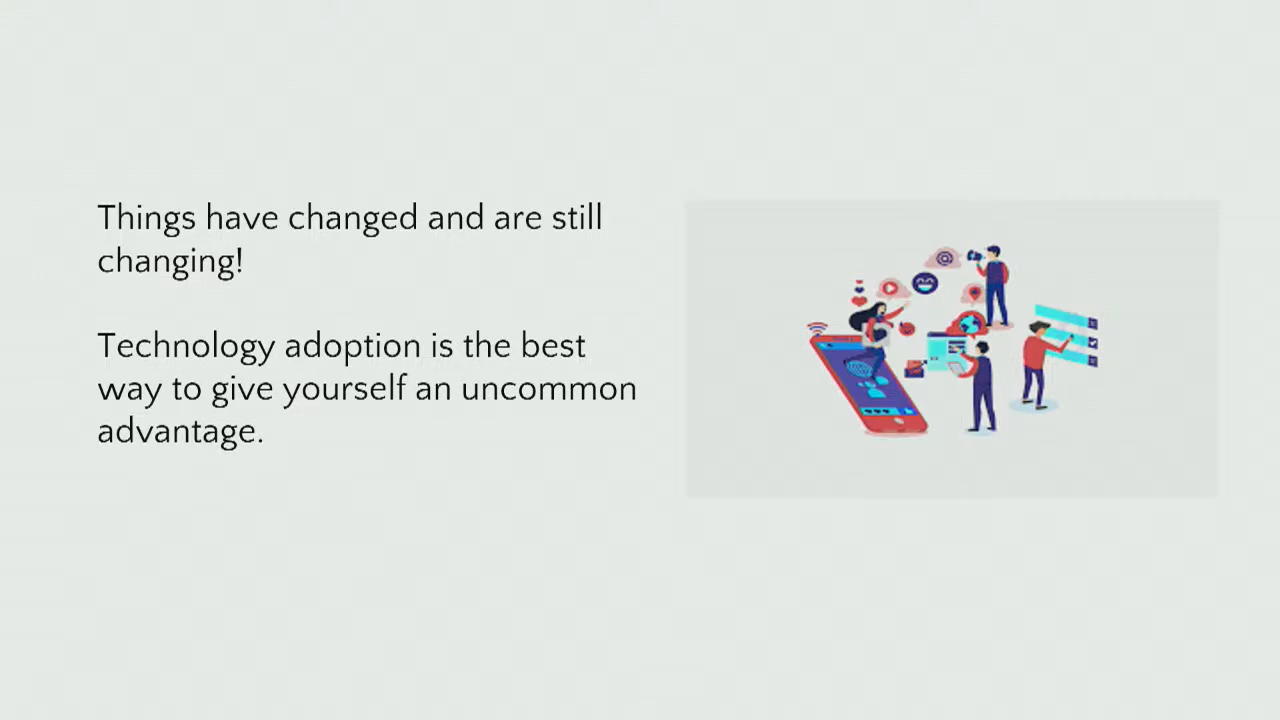 Things have changed and are still
changing!
Technology adoption is the best
way to give yourself an uncommon
advantage.